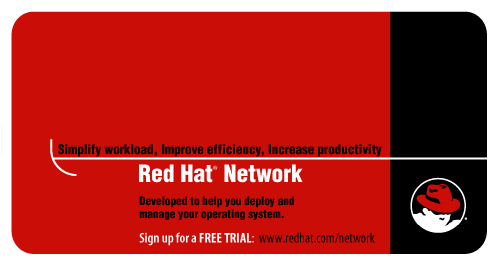 Simplify workload, Improve efficiency, Increase productivity
Red Hat® Network
Developed to help you deploy and
manage your operating system.
Sign up for a FREE TRIAL: www.redhat.com/network